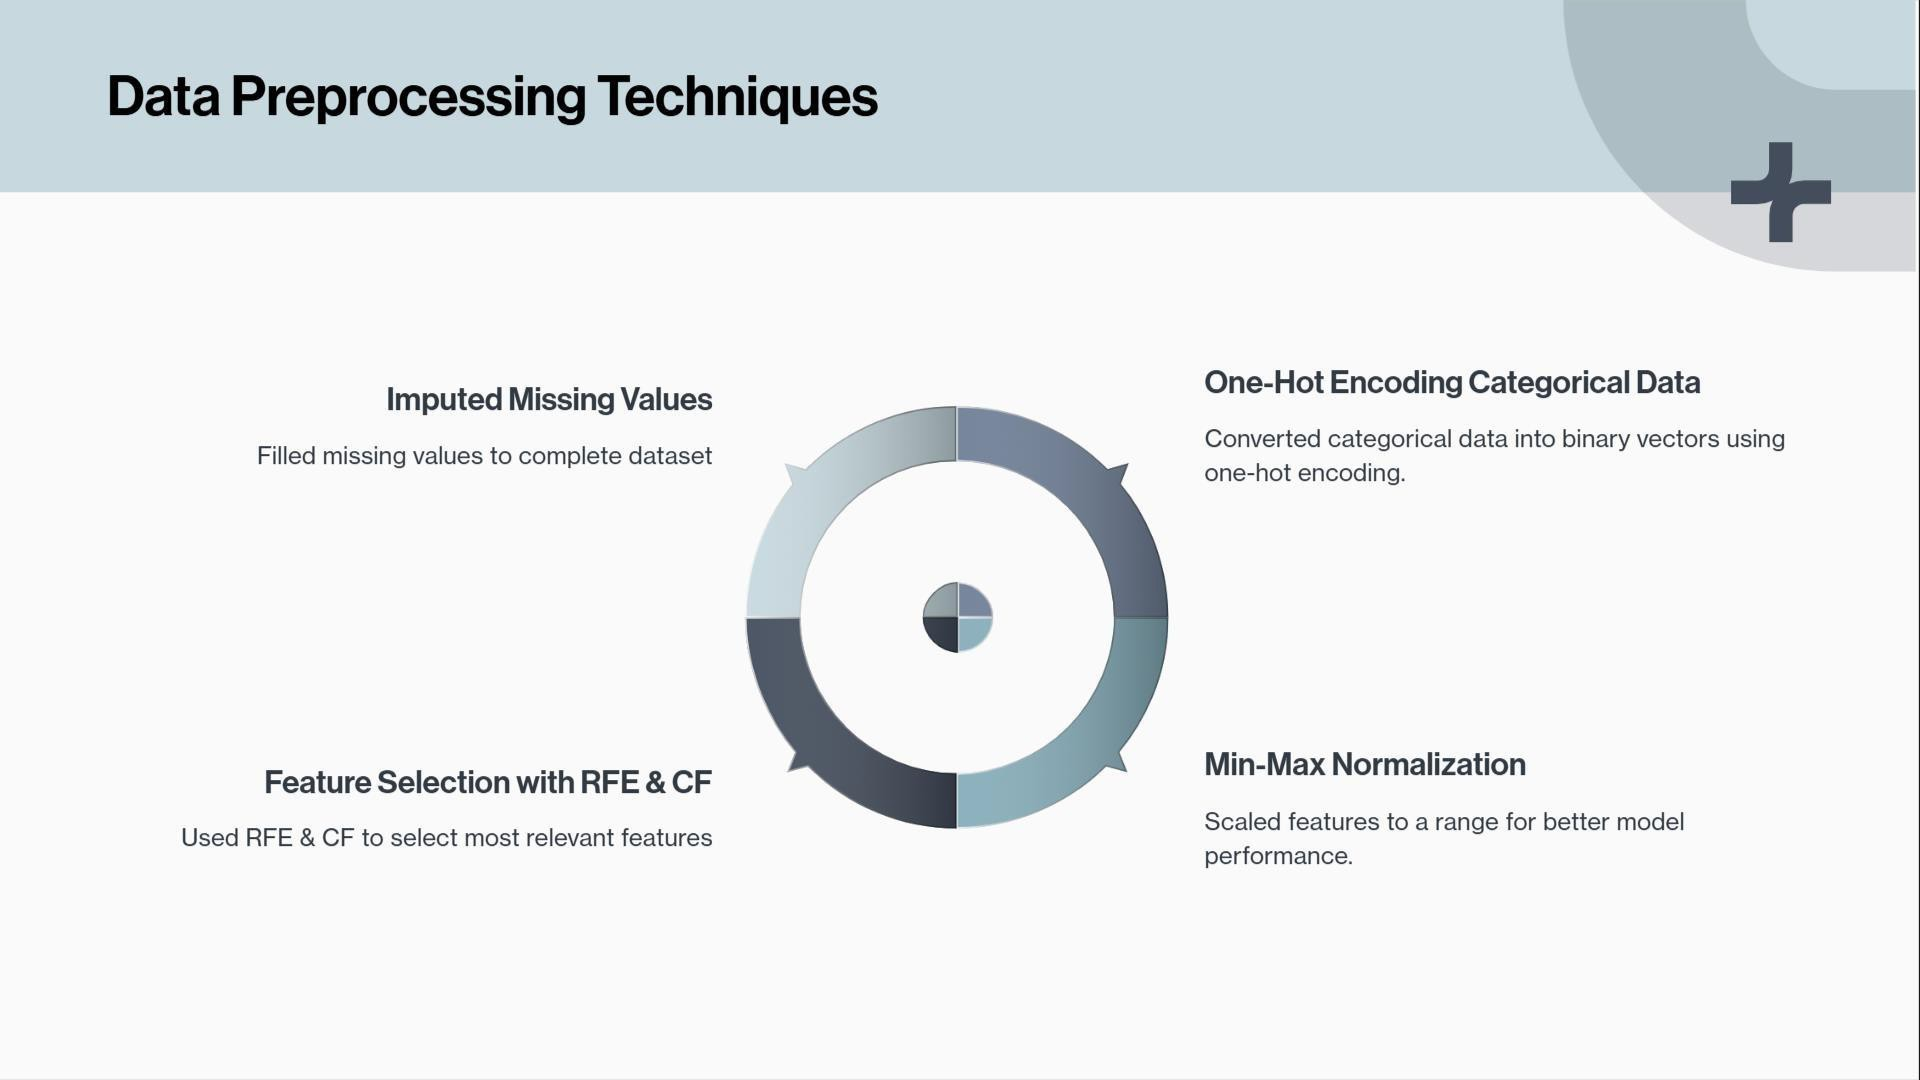 Data Preprocessing Techniques
Imputed Missing Values
Filled missing values to complete dataset
One-Hot Encoding Categorical Data
Converted categorical data into binary vectors using
one-hot encoding.
Feature Selection with RFE & CF
Used RFE & CF to select most relevant features
Min-Max Normalization
Scaled features to a range for better model
performance.